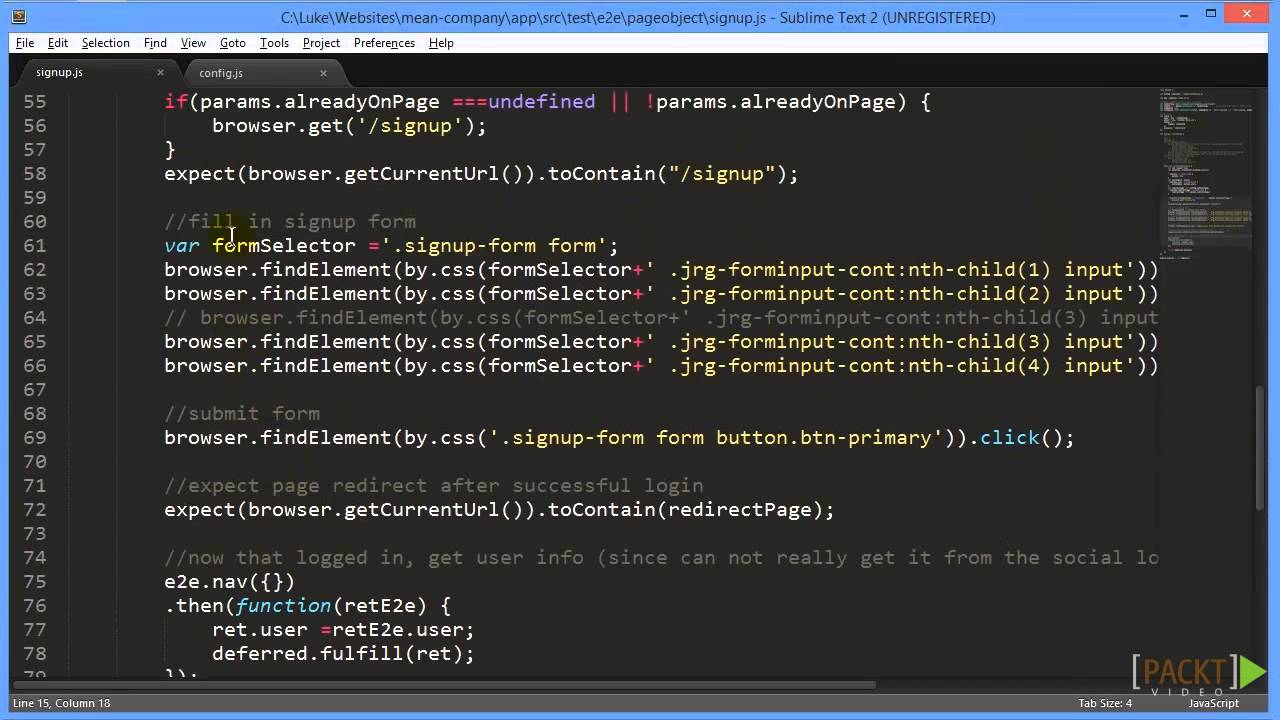 C:\Luke\Websites\mean-company\app\src\test\e2e\pageobject\signup.js - Sublime Text 2 (UNREGISTERED)
File Edit Selection Find View Goto Tools Project Preferences Help
signup.js × config.js ×
55 if(params.alreadyOnPage ===undefined || !params.alreadyOnPage) {
56 browser.get('/signup');
57 }
58 expect(browser.getCurrentUrl()).toContain("/signup");
59
60 //fill in signup form
61 var formSelector ='.signup-form form';
62 browser.findElement(by.css(formSelector+' .jrg-forminput-cont:nth-child(1) input'))
63 browser.findElement(by.css(formSelector+' .jrg-forminput-cont:nth-child(2) input'))
64 // browser.findElement(by.css(formSelector+' .jrg-forminput-cont:nth-child(3) input
65 browser.findElement(by.css(formSelector+' .jrg-forminput-cont:nth-child(3) input'))
66 browser.findElement(by.css(formSelector+' .jrg-forminput-cont:nth-child(4) input'))
67
68 //submit form
69 browser.findElement(by.css('.signup-form form button.btn-primary')).click();
70
71 //expect page redirect after successful login
72 expect(browser.getCurrentUrl()).toContain(redirectPage);
73
74 //now that logged in, get user info (since can not really get it from the social lo
75 e2e.nav({})
76 .then(function(retE2e) {
77 ret.user =retE2e.user;
78 deferred.fulfill(ret);
79 });
[PACKT]
VIDEO
Line 15, Column 18 Tab Size: 4 JavaScript